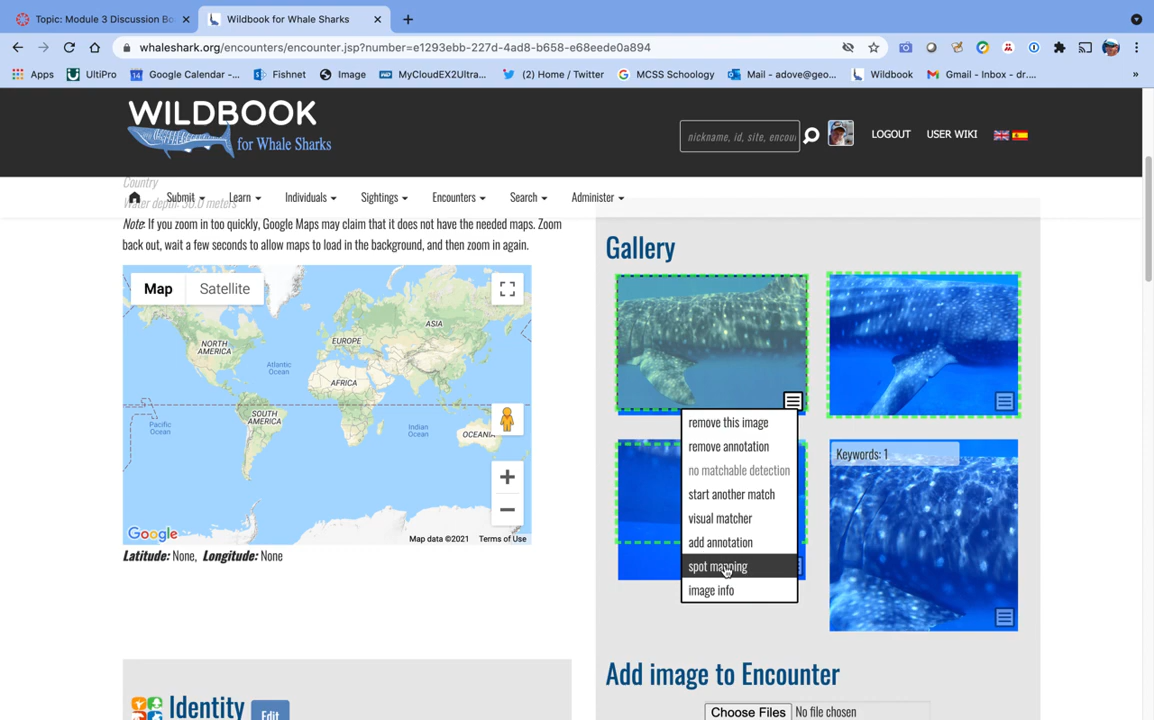 Topic: Module 3 Discussion Bo
Wildbook for Whale Sharks
whaleshark.org/encounters/encounter.jsp?number=e1293ebb-227d-4ad8-b658-e68eede0a894
Apps UltiPro Google Calendar -... Fishnet Image MyCloudEX2Ultra... (2) Home / Twitter MCSS Schoology Mail - adove@geo... Wildbook Gmail - Inbox - dr....
WILDBOOK
for Whale Sharks
nickname, id, site, encou
LOGOUT USER WIKI
Country
Submit Learn Individuals Sightings Encounters Search Administer
Water depth: 30.0 meters
Note: If you zoom in too quickly, Google Maps may claim that it does not have the needed maps. Zoom
back out, wait a few seconds to allow maps to load in the background, and then zoom in again.
Map Satellite
NORTH
AMERICA
Atlantic
Ocean
EUROPE
ASIA
AFRICA
Pacific
Ocean
SOUTH
AMERICA
Indian
Ocean
OCEANIA
Google
Map data ©2021 Terms of Use
Latitude: None, Longitude: None
Identity Edit
Gallery
remove this image
remove annotation
no matchable detection
start another match
visual matcher
add annotation
spot mapping
image info
Keywords: 1
Add image to Encounter
Choose Files No file chosen